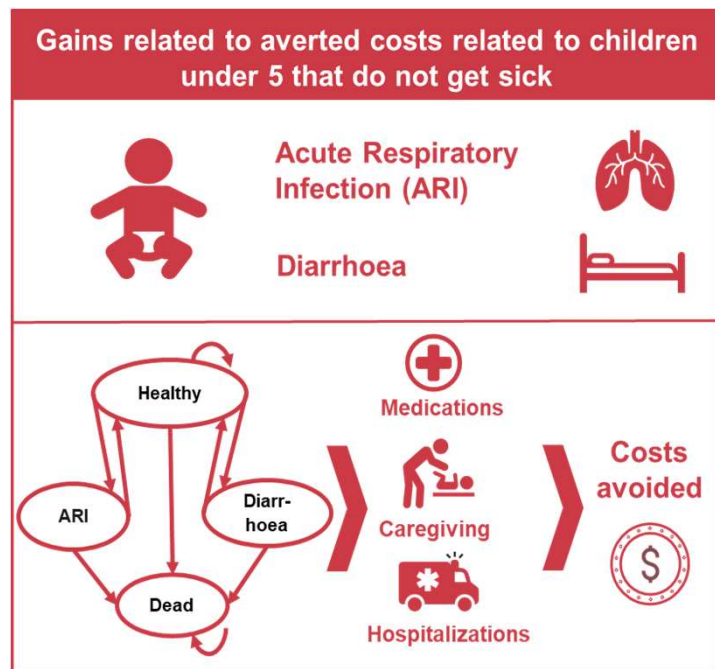 Gains related to averted costs related to children
under 5 that do not get sick
Acute Respiratory
Infection (ARI)
Diarrhoea
Healthy
ARI
Diarr-
hoea
Dead
Medications
Caregiving
Hospitalizations
Costs
avoided
$